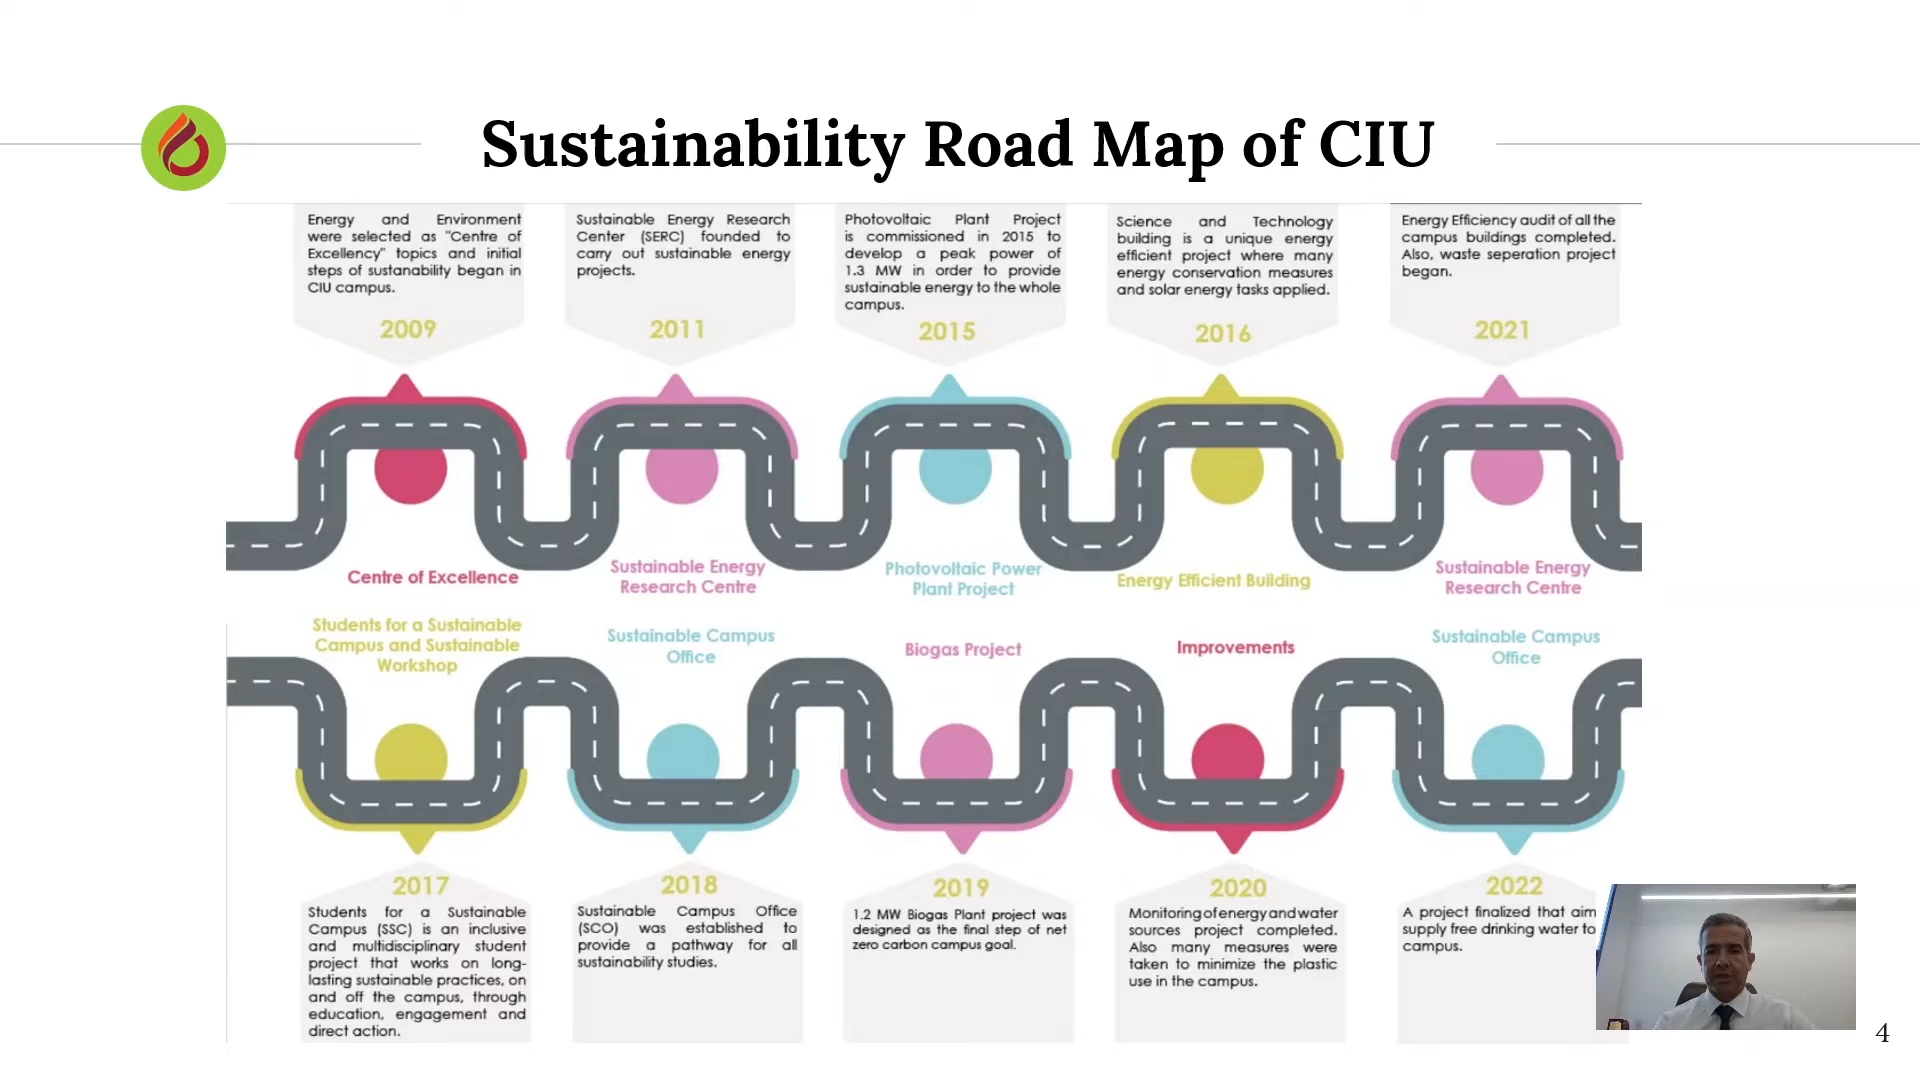 Sustainability Road Map of CIU
Energy and Environment
were selected as "Centre of
Excellency" topics and initial
steps of sustanability began in
CIU campus.
2009
Sustainable Energy Research
Center (SERC) founded to
carry out sustainable energy
projects.
2011
Photovoltaic Plant Project
is commissioned in 2015 to
develop a peak power of
1.3 MW in order to provide
sustainable energy to the whole
campus.
2015
Science and Technology
building is a unique energy
efficient project where many
energy conservation measures
and solar energy tasks applied.
2016
Energy Efficiency audit of all the
campus buildings completed.
Also, waste seperation project
began.
2021
Centre of Excellence
Sustainable Energy
Research Centre
Photovoltaic Power
Plant Project
Energy Efficient Building
Sustainable Energy
Research Centre
Students for a Sustainable
Campus and Sustainable
Workshop
Sustainable Campus
Office
Biogas Project
Improvements
Sustainable Campus
Office
2017
Students for a Sustainable
Campus (SSC) is an inclusive
and multidisciplinary student
project that works on long-
lasting sustainable practices, on
and off the campus, through
education, engagement and
direct action.
2018
Sustainable Campus Office
(SCO) was established to
provide a pathway for all
sustainability studies.
2019
1.2 MW Biogas Plant project was
designed as the final step of net
zero carbon campus goal.
2020
Monitoring of energy and water
sources project completed.
Also many measures were
taken to minimize the plastic
use in the campus.
2022
A project finalized that aim
supply free drinking water to
campus.
4